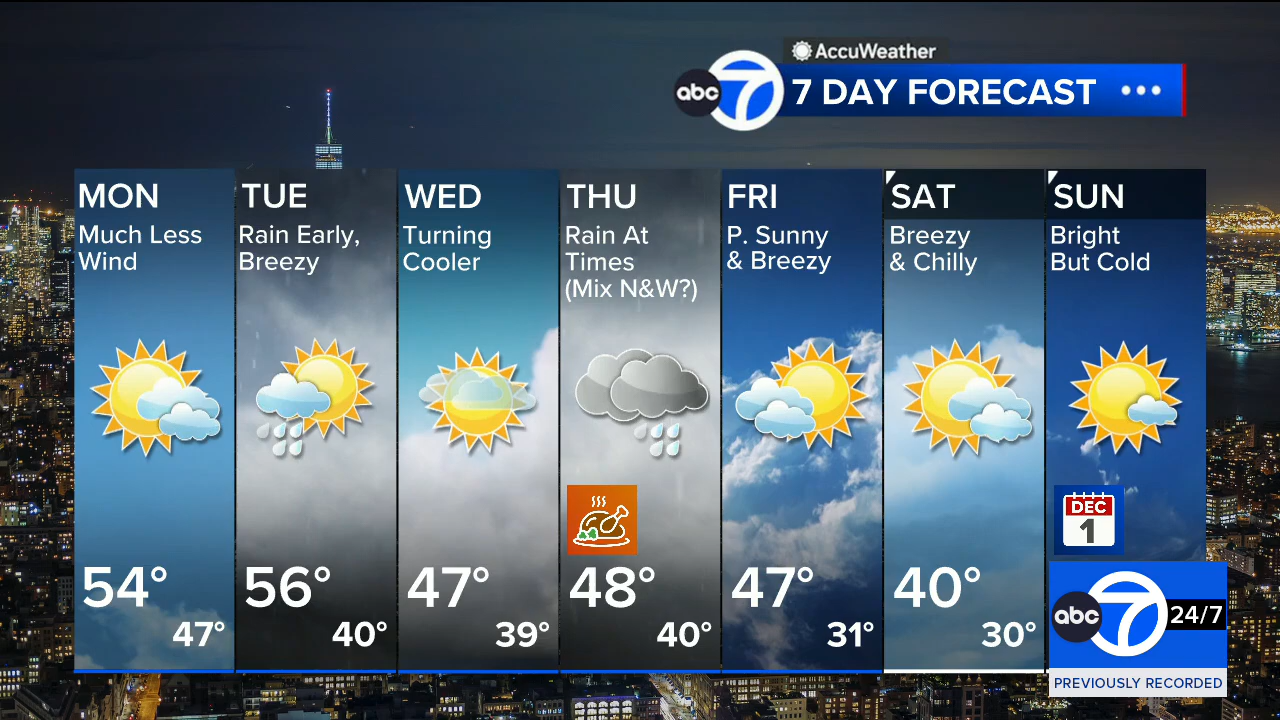 AccuWeather
abc 7
7 DAY FORECAST
MON
Much Less
Wind
54°
47°
TUE
Rain Early,
Breezy
56°
40°
WED
Turning
Cooler
47°
39°
THU
Rain At
Times
(Mix N&W?)
48°
40°
FRI
P. Sunny
& Breezy
47°
31°
SAT
Breezy
& Chilly
40°
30°
SUN
Bright
But Cold
DEC
1
abc 7 24/7
PREVIOUSLY RECORDED